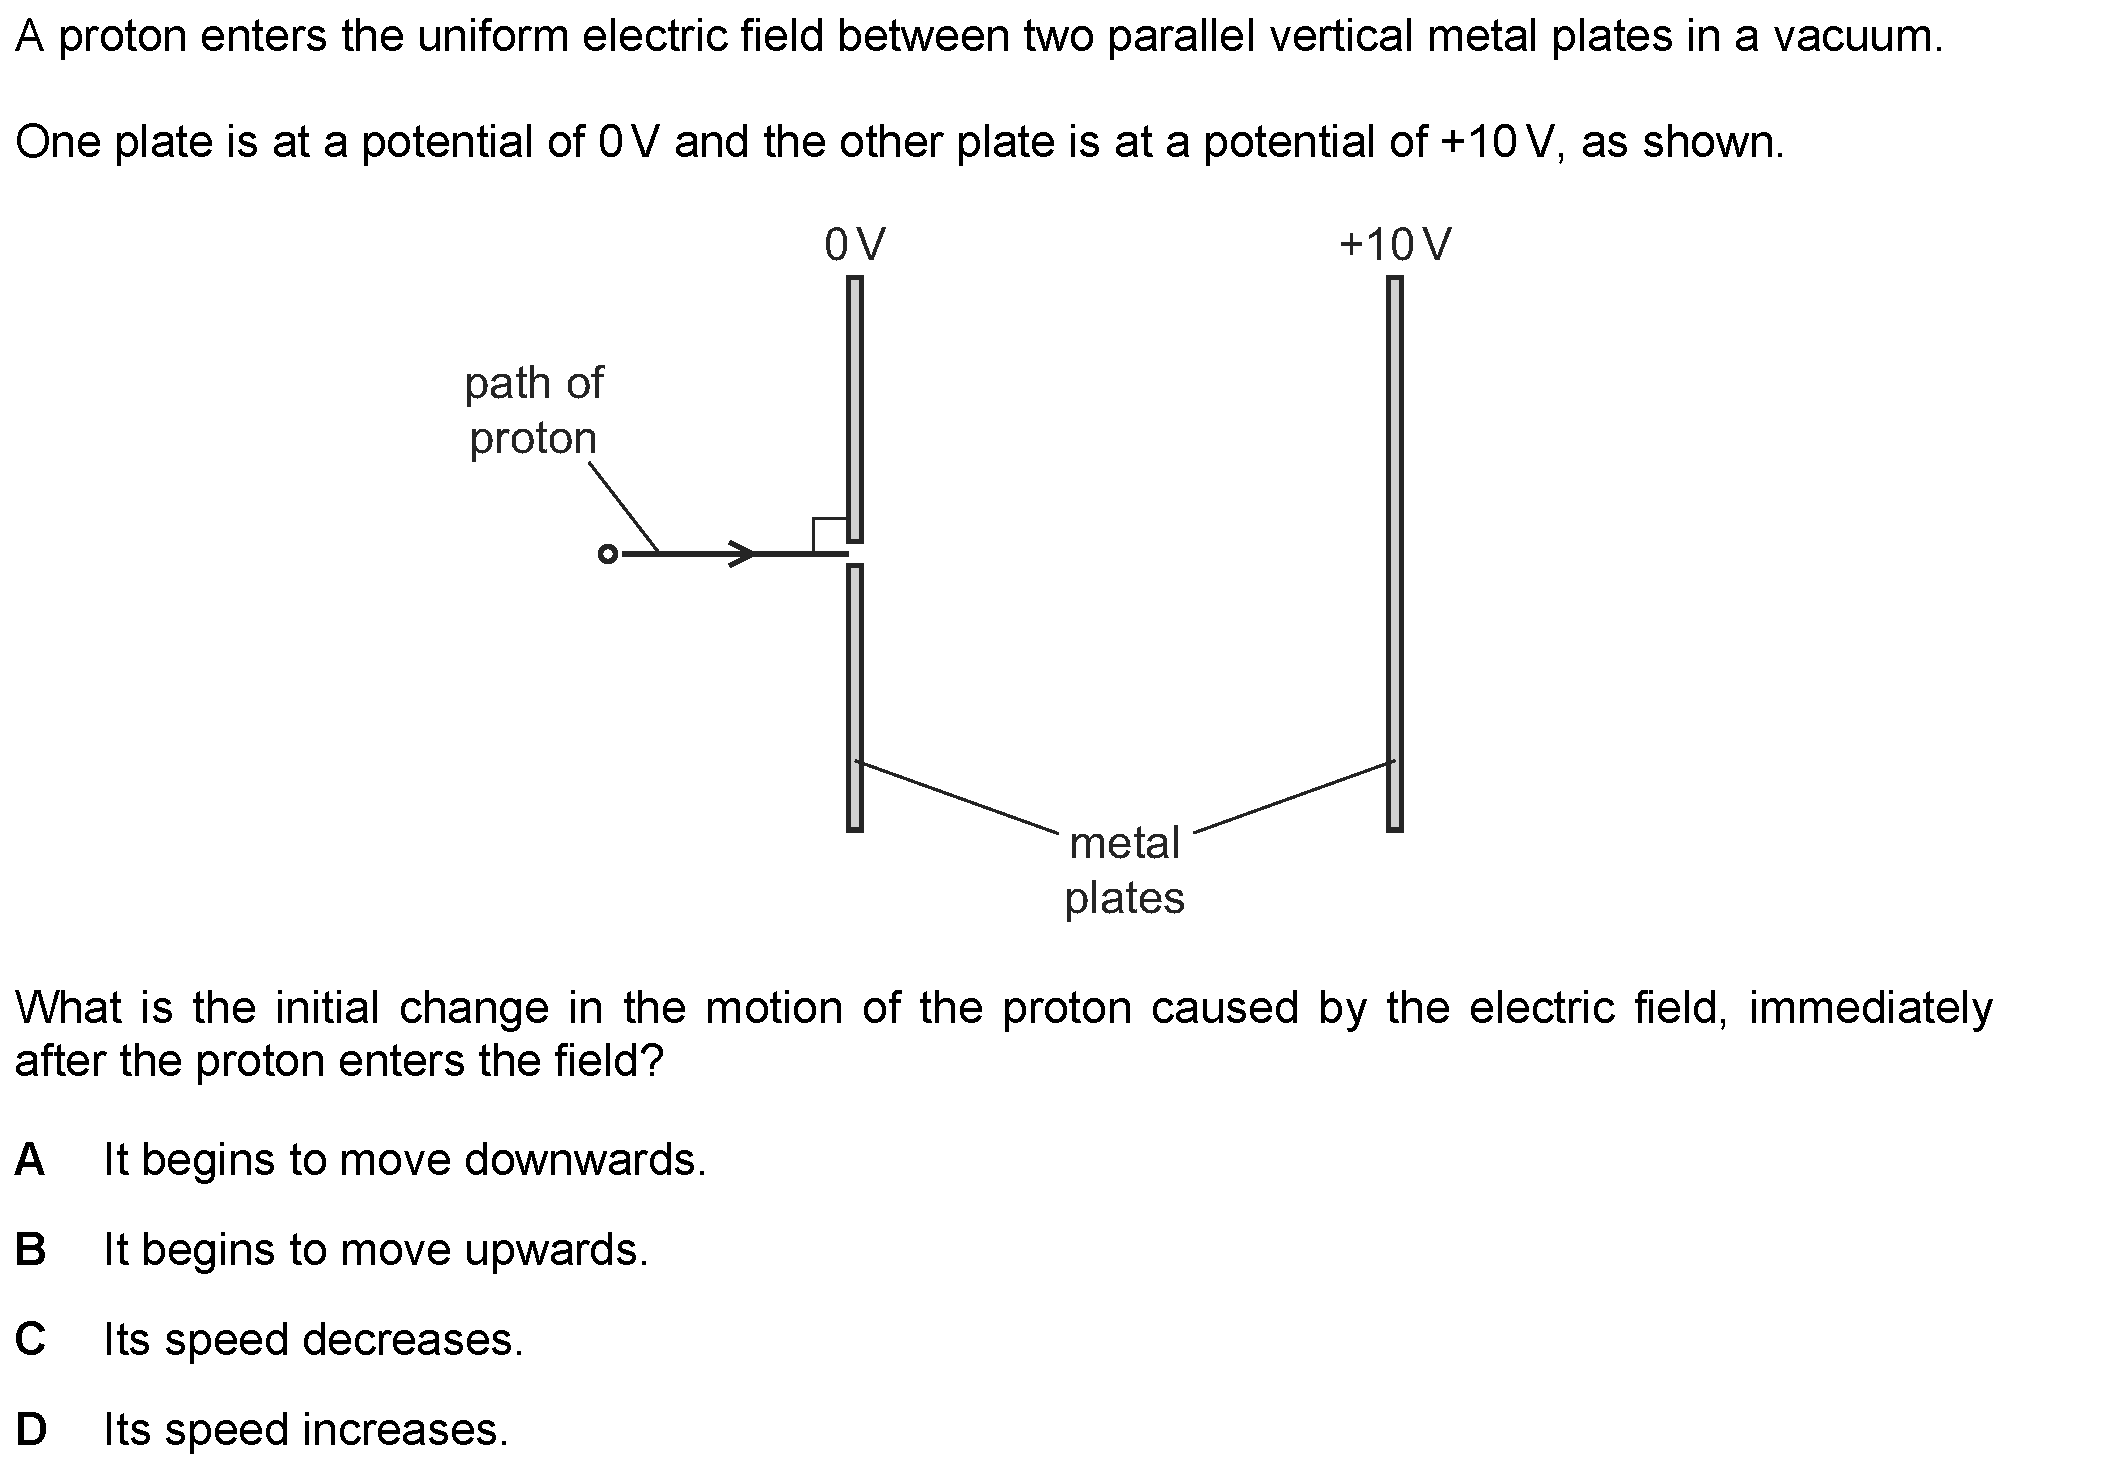 A proton enters the uniform electric field between two parallel vertical metal plates in a vacuum.
One plate is at a potential of 0 V and the other plate is at a potential of +10 V, as shown.
0 V
+10 V
path of
proton
metal
plates
What is the initial change in the motion of the proton caused by the electric field, immediately
after the proton enters the field?
A It begins to move downwards.
B It begins to move upwards.
C Its speed decreases.
D Its speed increases.